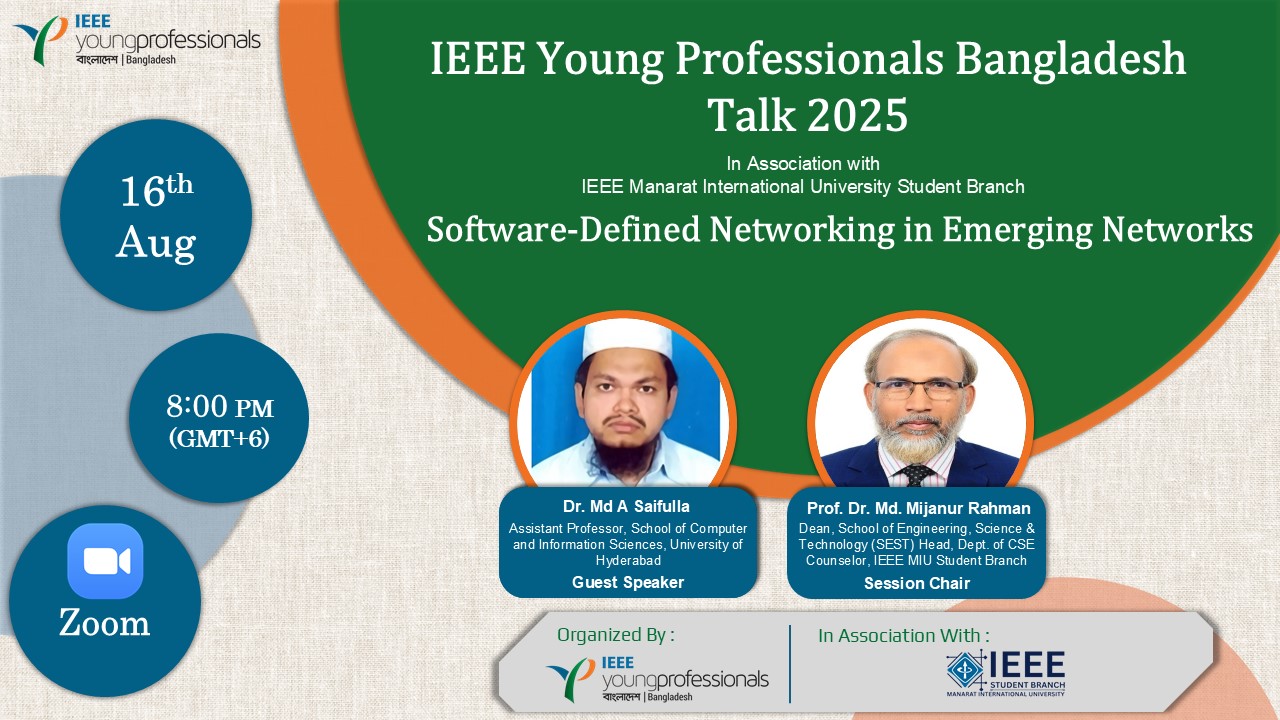 IEEE
youngprofessionals
বাংলাদেশ | Bangladesh
IEEE Young Professionals Bangladesh
Talk 2025
In Association with
IEEE Manarat International University Student Branch
Software-Defined Networking in Emerging Networks
16th
Aug
8:00 PM
(GMT+6)
Zoom
Dr. Md A Saifulla
Assistant Professor, School of Computer
and Information Sciences, University of
Hyderabad
Guest Speaker
Prof. Dr. Md. Mijanur Rahman
Dean, School of Engineering, Science &
Technology (SEST) Head, Dept. of CSE
Counselor, IEEE MIU Student Branch
Session Chair
Organized By :
IEEE
youngprofessionals
বাংলাদেশ | Bangladesh
In Association With :
IEEE
STUDENT BRANCH
MANARAT INTERNATIONAL UNIVERSITY